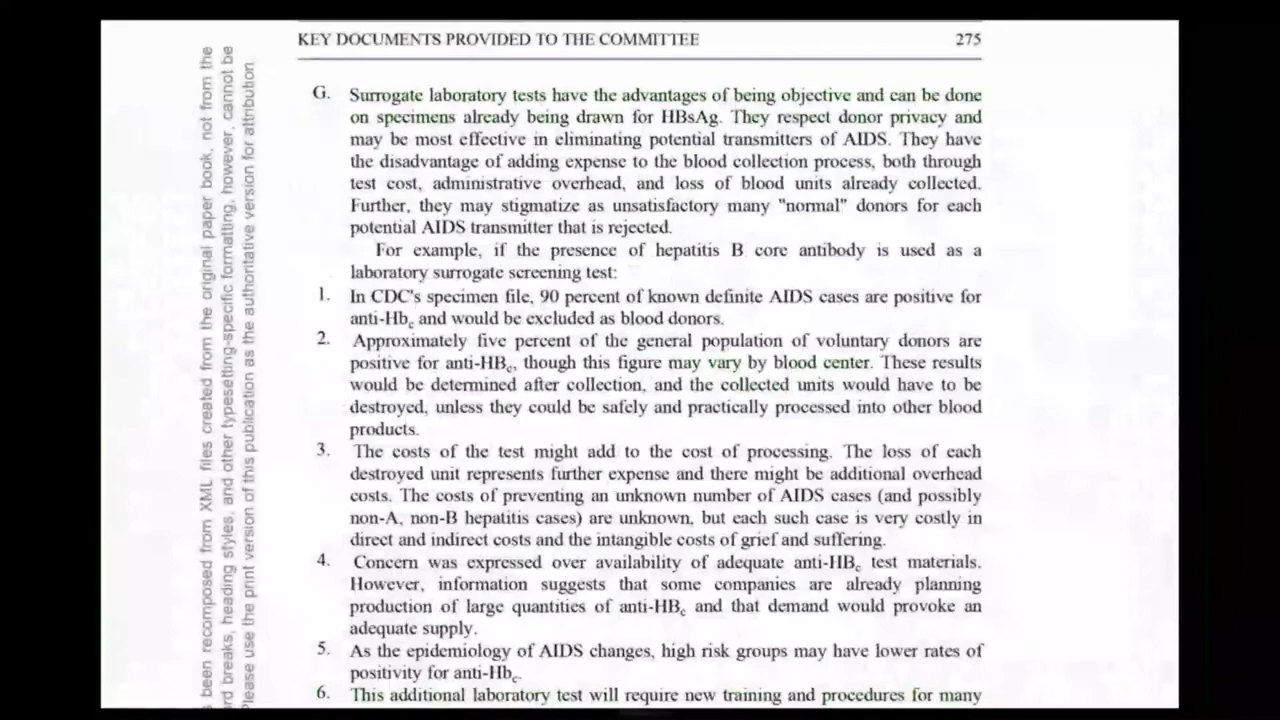 KEY DOCUMENTS PROVIDED TO THE COMMITTEE 275
G. Surrogate laboratory tests have the advantages of being objective and can be done
on specimens already being drawn for HBsAg. They respect donor privacy and
may be most effective in eliminating potential transmitters of AIDS. They have
the disadvantage of adding expense to the blood collection process, both through
test cost, administrative overhead, and loss of blood units already collected.
Further, they may stigmatize as unsatisfactory many "normal" donors for each
potential AIDS transmitter that is rejected.
For example, if the presence of hepatitis B core antibody is used as a
laboratory surrogate screening test:
1. In CDC's specimen file, 90 percent of known definite AIDS cases are positive for
anti-Hbc and would be excluded as blood donors.
2. Approximately five percent of the general population of voluntary donors are
positive for anti-HBc, though this figure may vary by blood center. These results
would be determined after collection, and the collected units would have to be
destroyed, unless they could be safely and practically processed into other blood
products.
3. The costs of the test might add to the cost of processing. The loss of each
destroyed unit represents further expense and there might be additional overhead
costs. The costs of preventing an unknown number of AIDS cases (and possibly
non-A, non-B hepatitis cases) are unknown, but each such case is very costly in
direct and indirect costs and the intangible costs of grief and suffering.
4. Concern was expressed over availability of adequate anti-HBc test materials.
However, information suggests that some companies are already planning
production of large quantities of anti-HBc and that demand would provoke an
adequate supply.
5. As the epidemiology of AIDS changes, high risk groups may have lower rates of
positivity for anti-Hbc.
6. This additional laboratory test will require new training and procedures for many
been recomposed from XML files created from the original paper book, not from the
breaks, heading styles, and other typesetting-specific formatting, however, cannot be
Please use the print version of this publication as the authoritative version for attribution